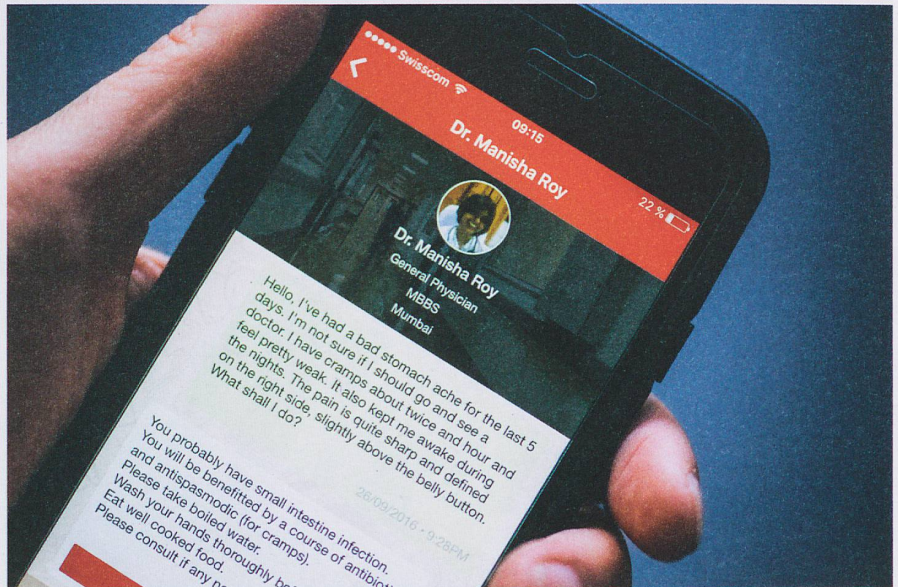 Swisscom
09:15
22 %
Dr. Manisha Roy
Dr. Manisha Roy
General Physician
MBBS
Mumbai
Hello, I've had a bad stomach ache for the last 5
days. I'm not sure if I should go and see a
doctor. I have cramps about twice and hour and
feel pretty weak. It also kept me awake during
the nights. The pain is quite sharp and defined
on the right side, slightly above the belly button.
What shall I do?
26/09/2016 - 9:28PM
You probably have small intestine infection.
You will be benefitted by a course of
and antispasmodic (for cramps).
Please take boiled water.
Wash your hands thoroughly
Eat well cooked food.
Please consult if any